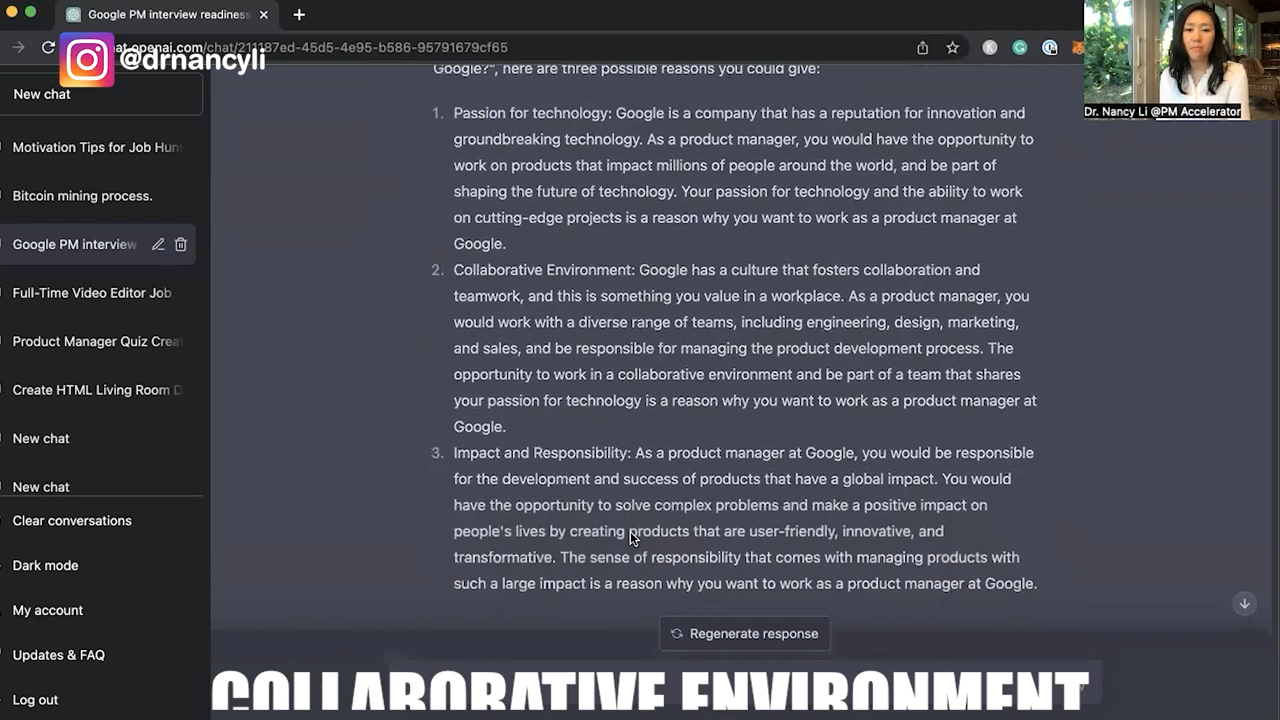 Google PM interview readiness
chat.openai.com/chat/211187ed-45d5-4e95-b586-95791679cf65
@drnancyli
Dr. Nancy Li @PM Accelerator
New chat
Motivation Tips for Job Hun
Bitcoin mining process.
Google PM interview
Full-Time Video Editor Job
Product Manager Quiz Crea
Create HTML Living Room D
New chat
New chat
Clear conversations
Dark mode
My account
Updates & FAQ
Log out
Google?", here are three possible reasons you could give:
1. Passion for technology: Google is a company that has a reputation for innovation and
groundbreaking technology. As a product manager, you would have the opportunity to
work on products that impact millions of people around the world, and be part of
shaping the future of technology. Your passion for technology and the ability to work
on cutting-edge projects is a reason why you want to work as a product manager at
Google.
2. Collaborative Environment: Google has a culture that fosters collaboration and
teamwork, and this is something you value in a workplace. As a product manager, you
would work with a diverse range of teams, including engineering, design, marketing,
and sales, and be responsible for managing the product development process. The
opportunity to work in a collaborative environment and be part of a team that shares
your passion for technology is a reason why you want to work as a product manager at
Google.
3. Impact and Responsibility: As a product manager at Google, you would be responsible
for the development and success of products that have a global impact. You would
have the opportunity to solve complex problems and make a positive impact on
people's lives by creating products that are user-friendly, innovative, and
transformative. The sense of responsibility that comes with managing products with
such a large impact is a reason why you want to work as a product manager at Google.
Regenerate response
COLLABORATIVE ENVIRONMENT